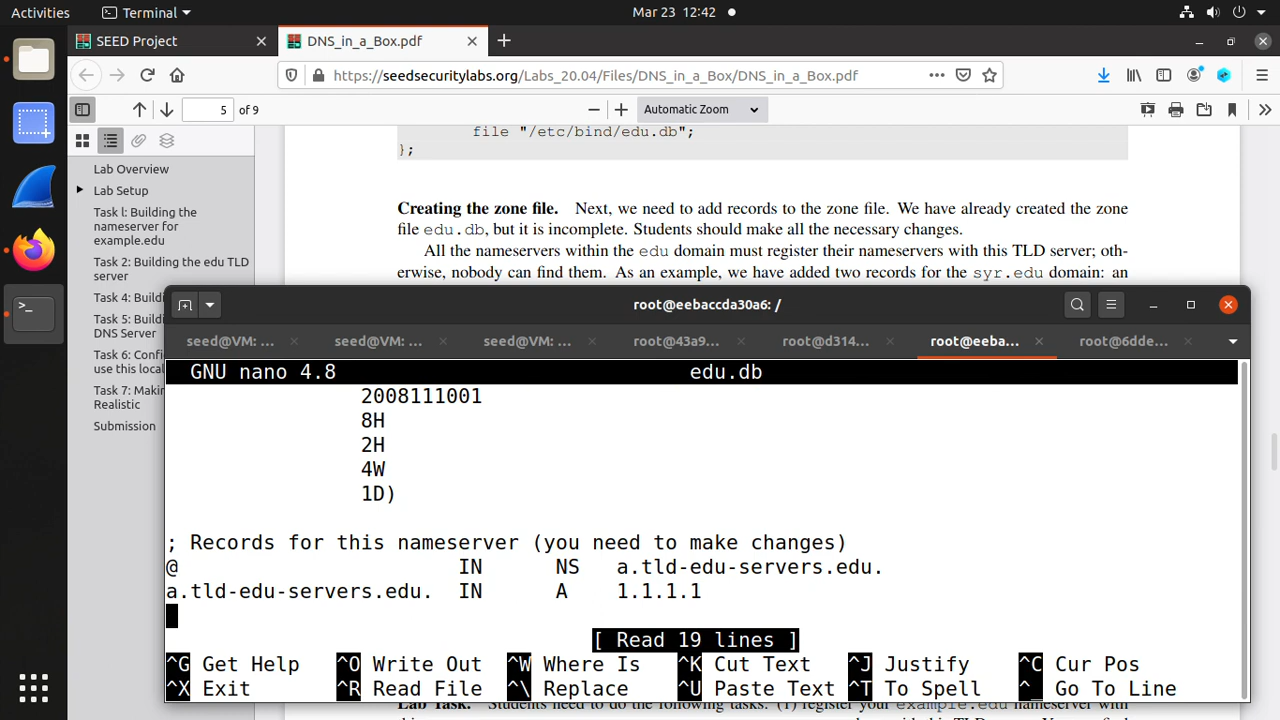 Activities Terminal Mar 23 12:42
SEED Project DNS_in_a_Box.pdf
https://seedsecuritylabs.org/Labs_20.04/Files/DNS_in_a_Box/DNS_in_a_Box.pdf
5 of 9 Automatic Zoom
Lab Overview
Lab Setup
Task l: Building the
nameserver for
example.edu
Task 2: Building the edu TLD
server
Task 4: Buildi
Task 5: Buildi
DNS Server
Task 6: Confi
use this local
Task 7: Makin
Realistic
Submission
file "/etc/bind/edu.db";
};
Creating the zone file. Next, we need to add records to the zone file. We have already created the zone
file edu.db, but it is incomplete. Students should make all the necessary changes.
All the nameservers within the edu domain must register their nameservers with this TLD server; oth-
erwise, nobody can find them. As an example, we have added two records for the syr.edu domain: an
root@eebaccda30a6: /
seed@VM: ... seed@VM: ... seed@VM: ... root@43a9... root@d314... root@eeba... root@6dde...
GNU nano 4.8 edu.db
2008111001
8H
2H
4W
1D)
; Records for this nameserver (you need to make changes)
@ IN NS a.tld-edu-servers.edu.
a.tld-edu-servers.edu. IN A 1.1.1.1
[ Read 19 lines ]
^G Get Help ^O Write Out ^W Where Is ^K Cut Text ^J Justify ^C Cur Pos
^X Exit ^R Read File ^\ Replace ^U Paste Text ^T To Spell ^_ Go To Line